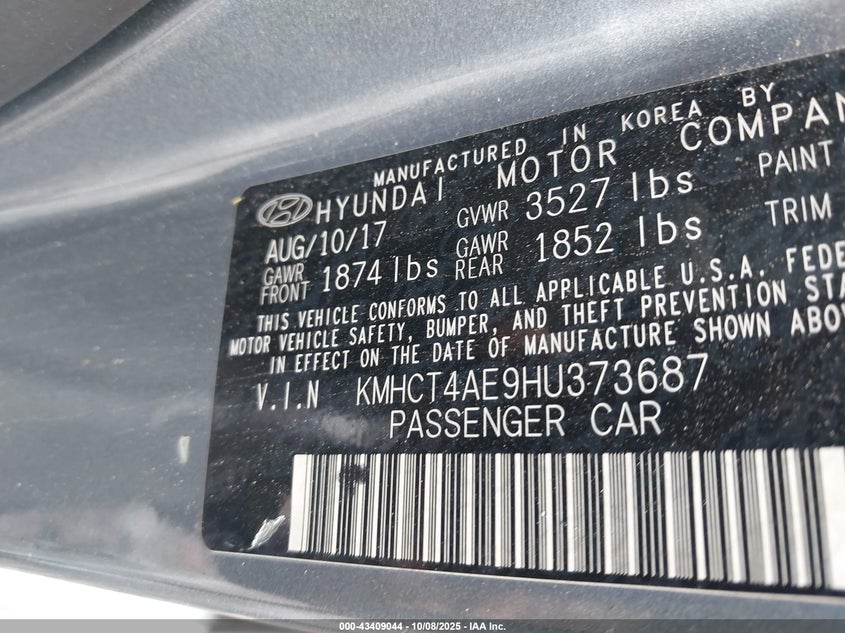 MANUFACTURED IN KOREA BY
HYUNDAI MOTOR COMPAN
AUG/10/17 GVWR 3527 lbs PAINT
GAWR FRONT 1874 lbs GAWR REAR 1852 lbs TRIM
THIS VEHICLE CONFORMS TO ALL APPLICABLE U.S.A. FEDE
MOTOR VEHICLE SAFETY, BUMPER, AND THEFT PREVENTION STA
IN EFFECT ON THE DATE OF MANUFACTURE SHOWN ABOV
V.I.N KMHCT4AE9HU373687
PASSENGER CAR
000-43409044 - 10/08/2025 - IAA Inc.